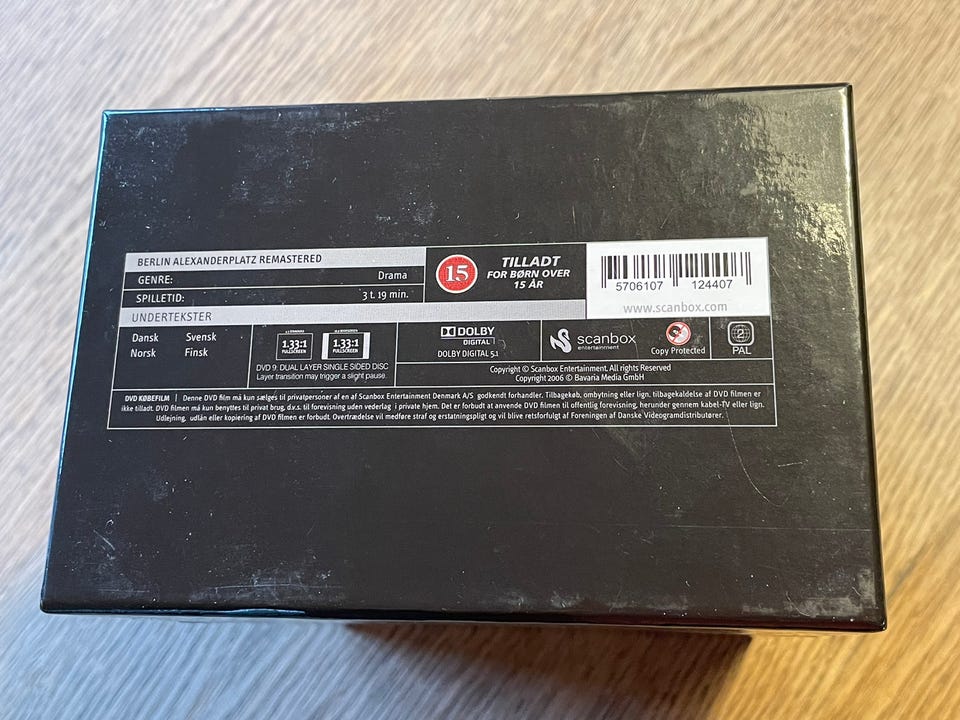 BERLIN ALEXANDERPLATZ REMASTERED
GENRE: Drama
SPILLETID: 3 t. 19 min.
UNDERTEKSTER
Dansk Svensk
Norsk Finsk
15
TILLADT
FOR BØRN OVER
15 ÅR
5706107 124407
www.scanbox.com
1.33:1
FULLSCREEN
1.33:1
FULLSCREEN
DVD 9: DUAL LAYER SINGLE SIDED DISC
Layer transition may trigger a slight pause.
DOLBY
DIGITAL
DOLBY DIGITAL 5.1
scanbox
entertainment
Copy Protected
2
PAL
Copyright © Scanbox Entertainment. All rights Reserved
Copyright 2006 © Bavaria Media GmbH
DVD KØBEFILM | Denne DVD film må kun sælges til privatpersoner af en af Scanbox Entertainment Denmark A/S godkendt forhandler. Tilbagekøb, ombytning eller lign. tilbagekaldelse af DVD filmen er
ikke tilladt. DVD filmen må kun benyttes til privat brug, d.v.s. til forevisning uden vederlag i private hjem. Det er forbudt at anvende DVD filmen til offentlig forevisning, herunder gennem kabel-TV eller lign.
Udlejning, udlån eller kopiering af DVD filmen er forbudt. Overtrædelse vil medføre straf og erstatningspligt og vil blive retsforfulgt af Foreningen af Danske Videogramdistributører.